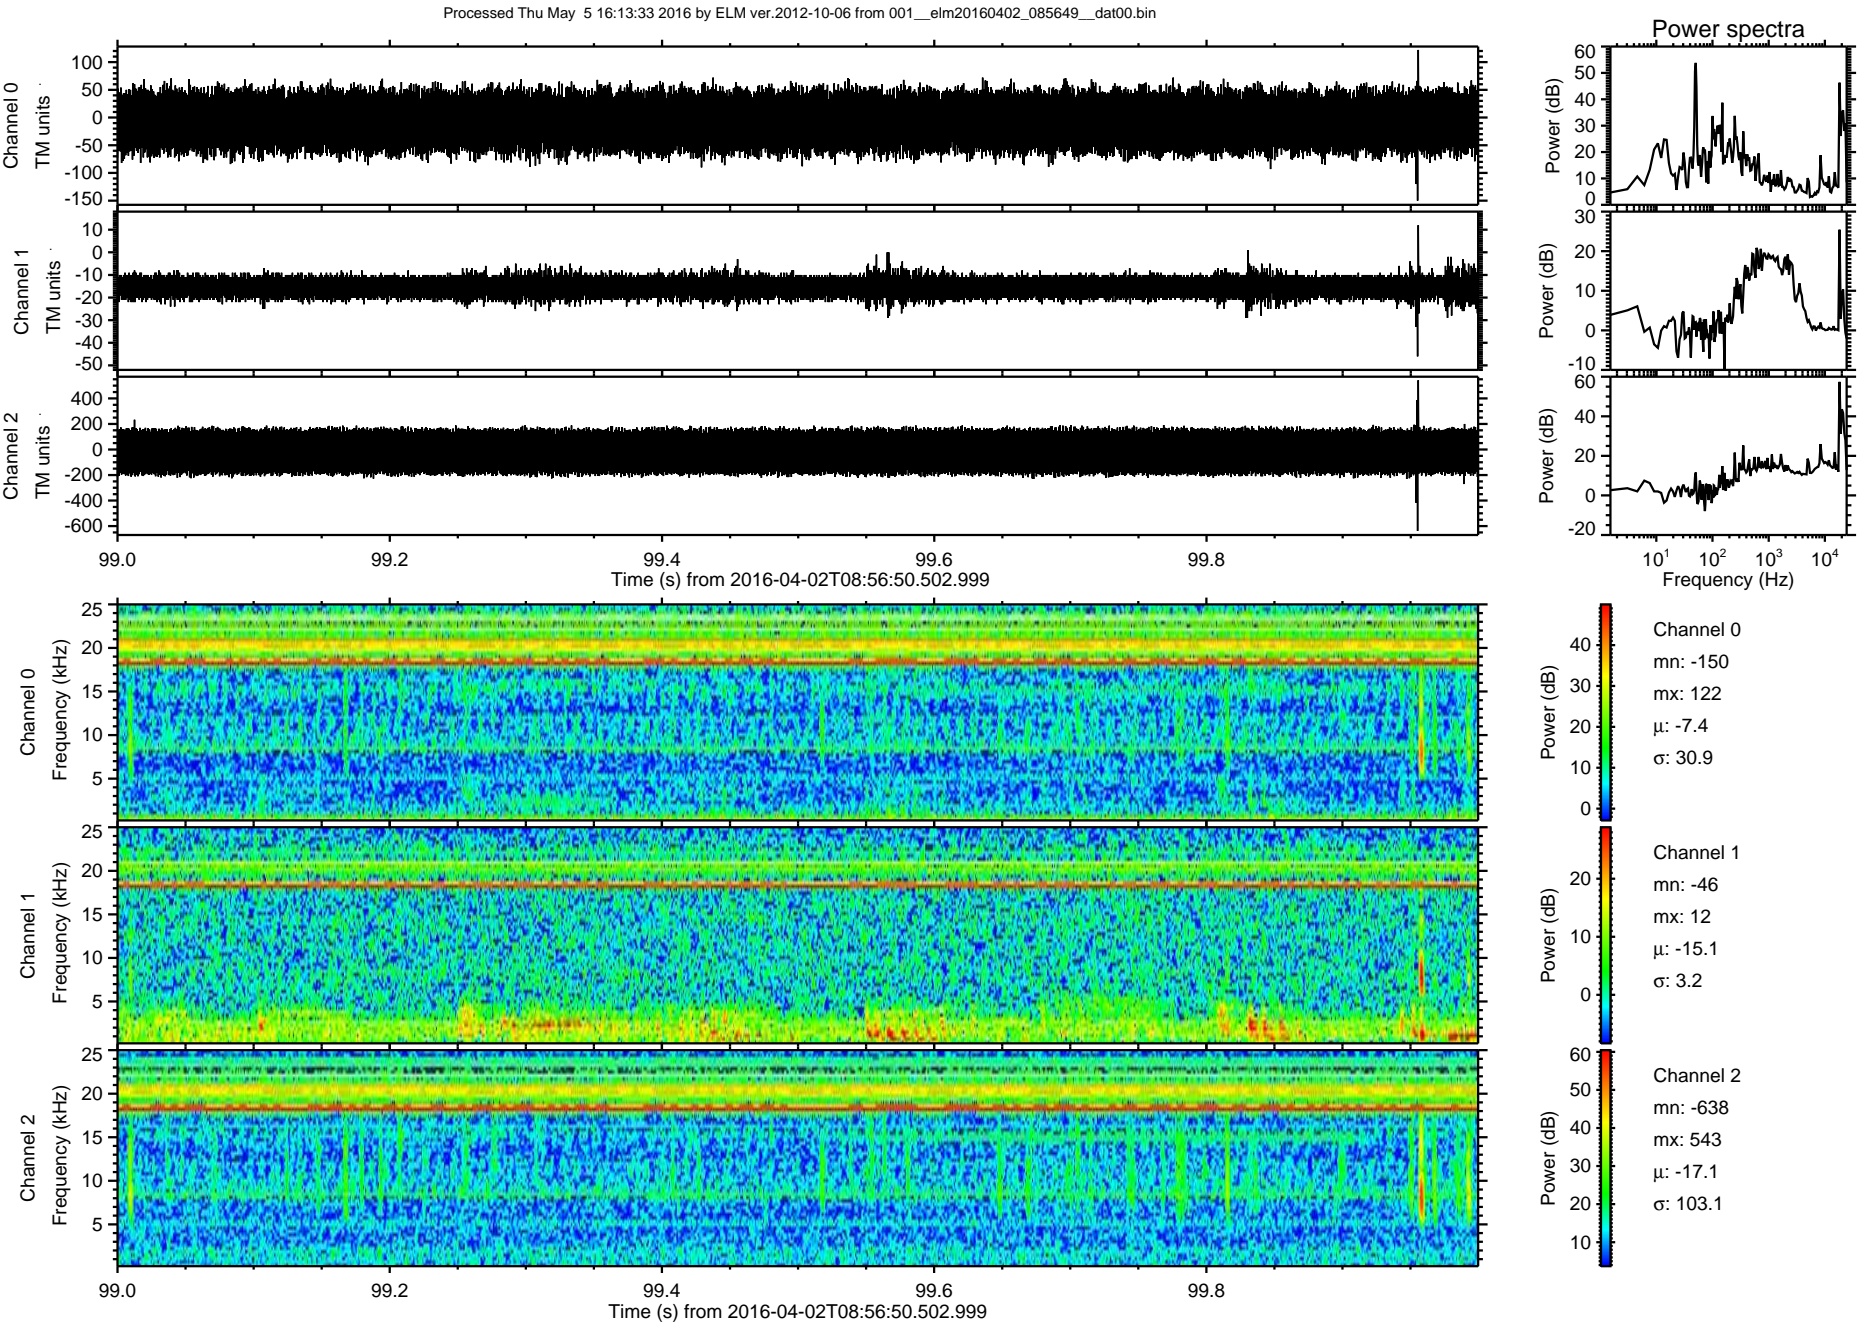 Processed Thu May  5 16:13:33 2016 by ELM ver.2012-10-06 from 001__elm20160402_085649__dat00.bin
Power spectra
Channel 0
TM units
100
50
0
-50
-100
-150
Power (dB)
60
50
40
30
20
10
0
Channel 1
TM units
10
0
-10
-20
-30
-40
-50
Power (dB)
30
20
10
0
-10
Channel 2
TM units
400
200
0
-200
-400
-600
Power (dB)
60
40
20
0
-20
99.0 99.2 99.4 99.6 99.8
Time (s) from 2016-04-02T08:56:50.502.999
10^1 10^2 10^3 10^4
Frequency (Hz)
Channel 0
Frequency (kHz)
25
20
15
10
5
Power (dB)
40
30
20
10
0
Channel 0
mn: -150
mx: 122
μ: -7.4
σ: 30.9
Channel 1
Frequency (kHz)
25
20
15
10
5
Power (dB)
20
10
0
Channel 1
mn: -46
mx: 12
μ: -15.1
σ: 3.2
Channel 2
Frequency (kHz)
25
20
15
10
5
Power (dB)
60
50
40
30
20
10
Channel 2
mn: -638
mx: 543
μ: -17.1
σ: 103.1
99.0 99.2 99.4 99.6 99.8
Time (s) from 2016-04-02T08:56:50.502.999